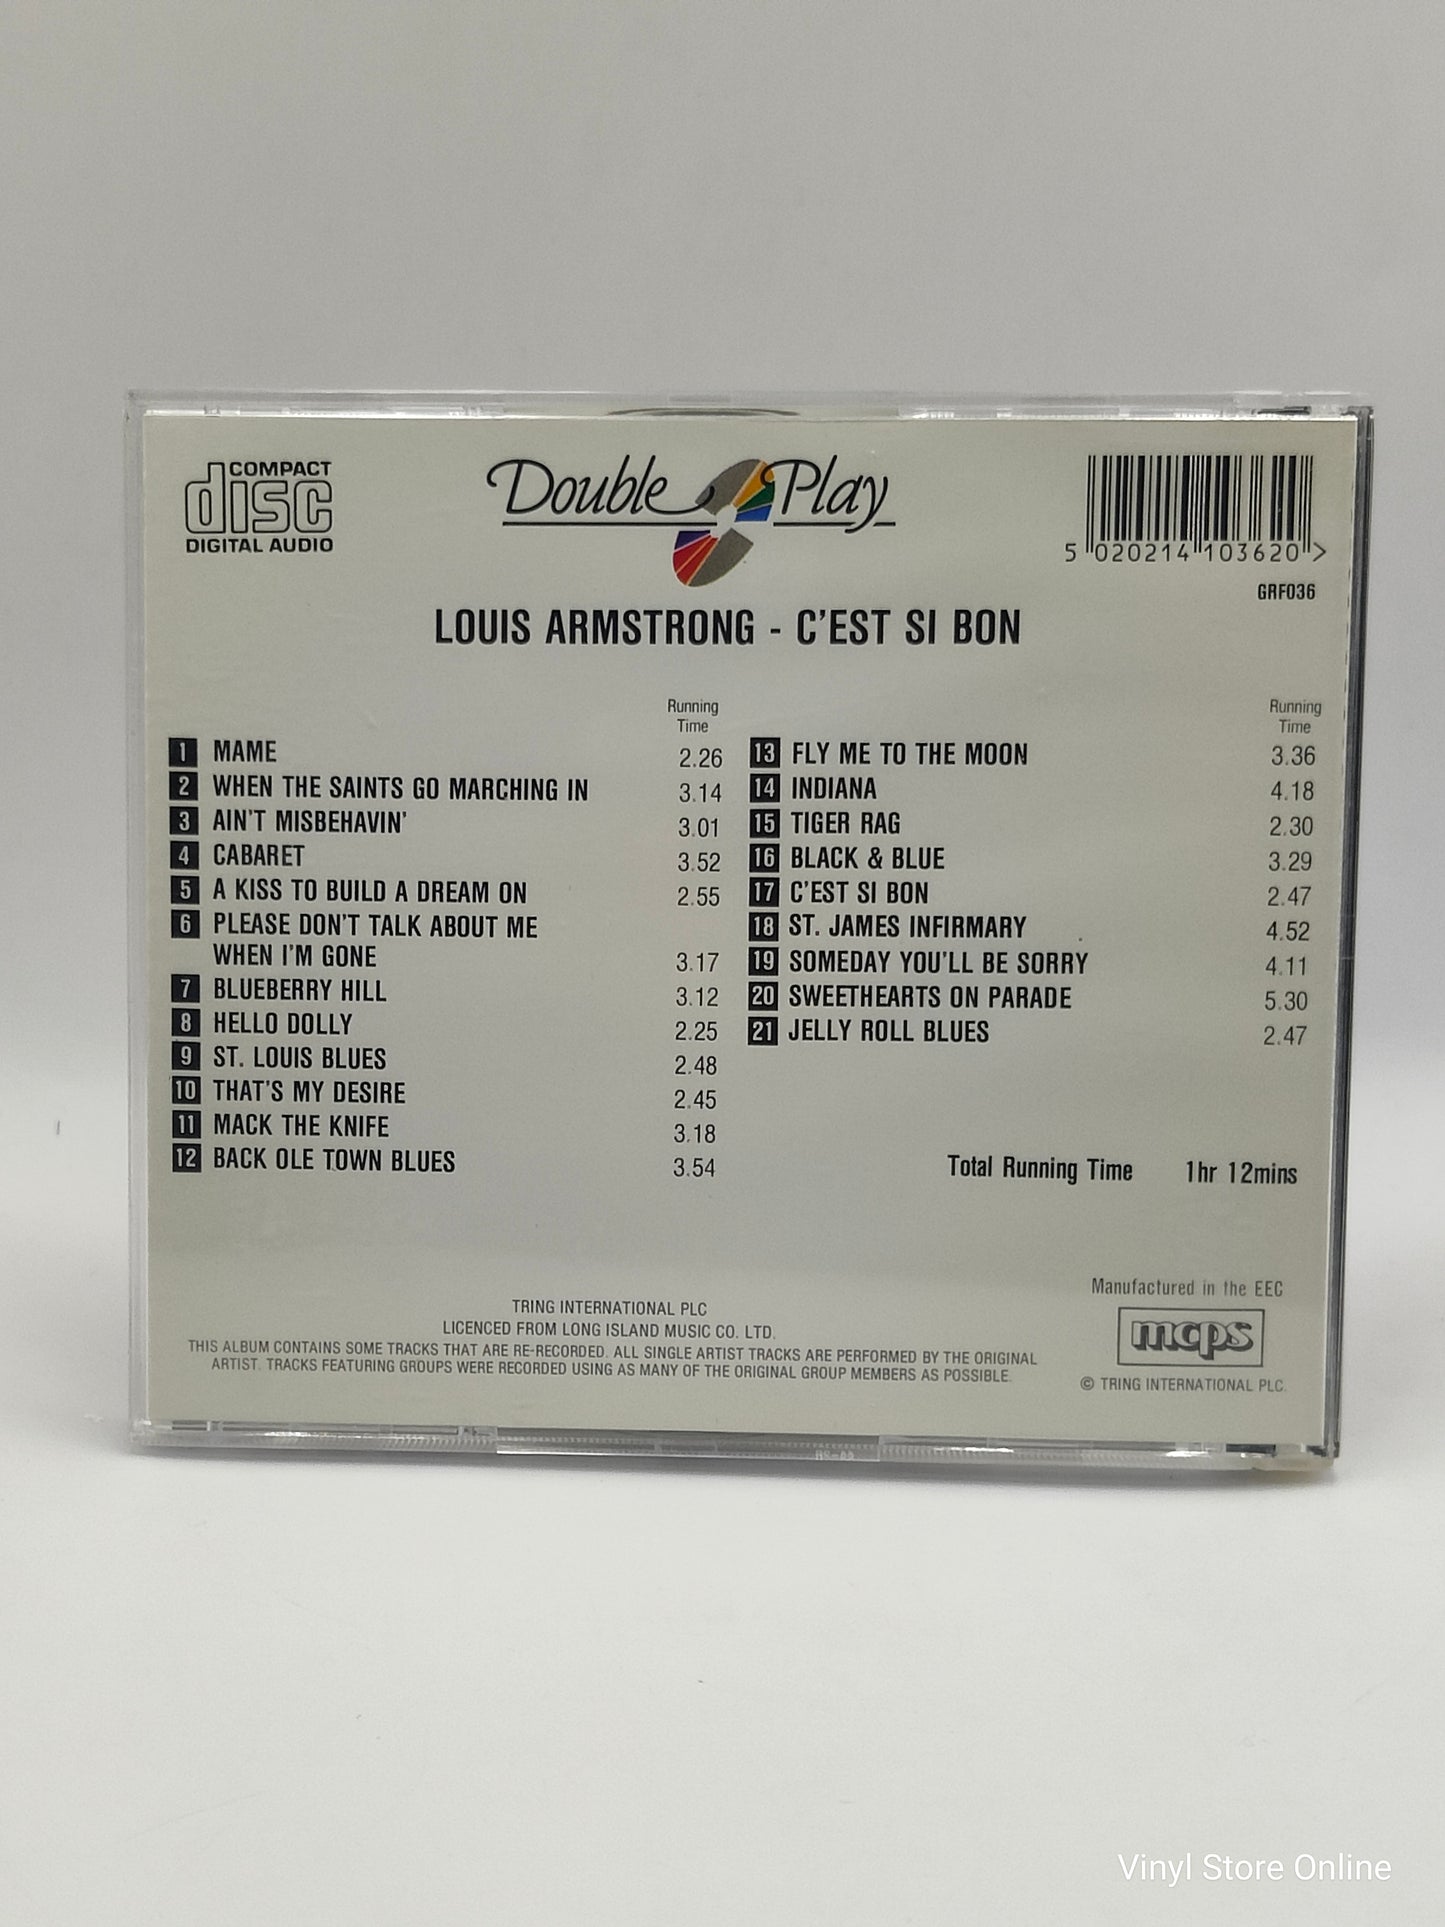 COMPACT
disc
DIGITAL AUDIO
Double Play
5 020214 103620 >
GRF036
LOUIS ARMSTRONG - C'EST SI BON
Running
Time
1 MAME 2.26
2 WHEN THE SAINTS GO MARCHING IN 3.14
3 AIN'T MISBEHAVIN' 3.01
4 CABARET 3.52
5 A KISS TO BUILD A DREAM ON 2.55
6 PLEASE DON'T TALK ABOUT ME
WHEN I'M GONE 3.17
7 BLUEBERRY HILL 3.12
8 HELLO DOLLY 2.25
9 ST. LOUIS BLUES 2.48
10 THAT'S MY DESIRE 2.45
11 MACK THE KNIFE 3.18
12 BACK OLE TOWN BLUES 3.54
Running
Time
13 FLY ME TO THE MOON 3.36
14 INDIANA 4.18
15 TIGER RAG 2.30
16 BLACK & BLUE 3.29
17 C'EST SI BON 2.47
18 ST. JAMES INFIRMARY 4.52
19 SOMEDAY YOU'LL BE SORRY 4.11
20 SWEETHEARTS ON PARADE 5.30
21 JELLY ROLL BLUES 2.47
Total Running Time 1hr 12mins
TRING INTERNATIONAL PLC
LICENCED FROM LONG ISLAND MUSIC CO. LTD.
THIS ALBUM CONTAINS SOME TRACKS THAT ARE RE-RECORDED. ALL SINGLE ARTIST TRACKS ARE PERFORMED BY THE ORIGINAL
ARTIST. TRACKS FEATURING GROUPS WERE RECORDED USING AS MANY OF THE ORIGINAL GROUP MEMBERS AS POSSIBLE.
Manufactured in the EEC
mcps
© TRING INTERNATIONAL PLC.
Vinyl Store Online